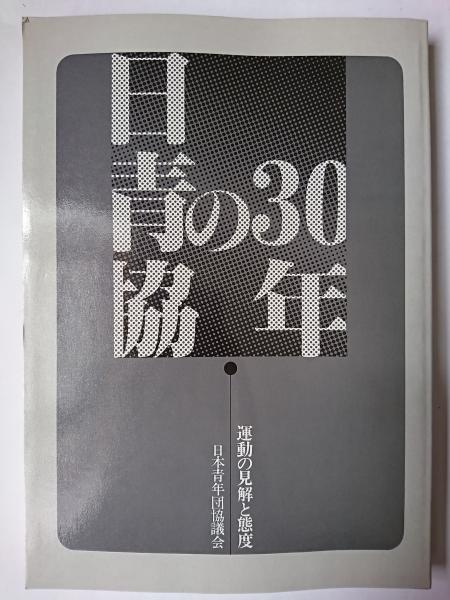 日青協の30年
運動の見解と態度
日本青年団協議会